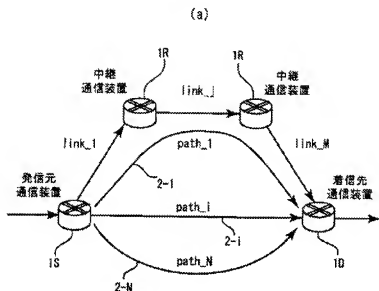 (a)
1R
1R
中継
通信装置
link_j
中継
通信装置
link_1
link_M
発信元
通信装置
path_1
着信先
通信装置
2-1
path_i
2-i
1S
path_N
1D
2-N